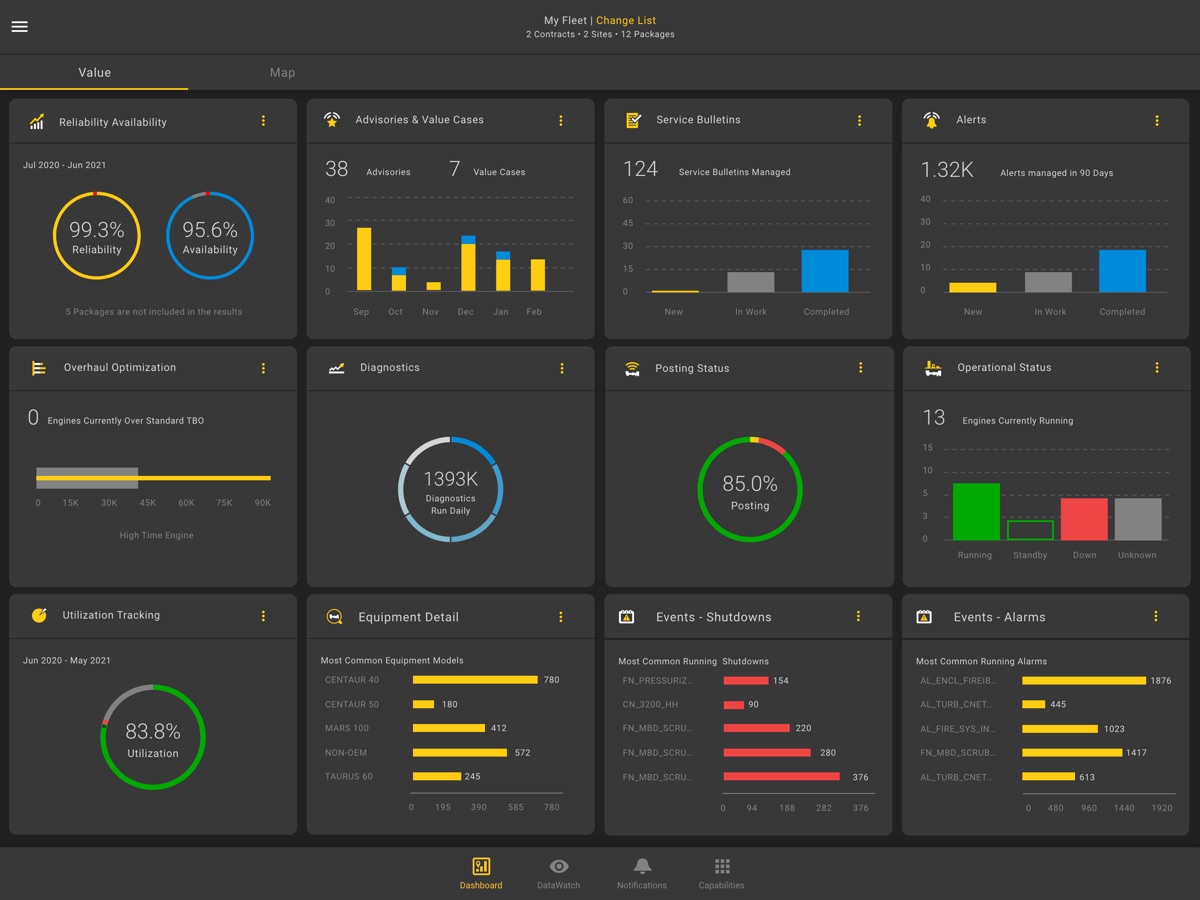 My Fleet | Change List
2 Contracts • 2 Sites • 12 Packages
Value
Map
Reliability Availability
Jul 2020 - Jun 2021
99.3%
Reliability
95.6%
Availability
5 Packages are not included in the results
Advisories & Value Cases
38 Advisories
7 Value Cases
40
30
20
10
0
Sep Oct Nov Dec Jan Feb
Service Bulletins
124 Service Bulletins Managed
60
45
30
15
0
New In Work Completed
Alerts
1.32K Alerts managed in 90 Days
40
30
20
10
0
New In Work Completed
Overhaul Optimization
0 Engines Currently Over Standard TBO
0 15K 30K 45K 60K 75K 90K
High Time Engine
Diagnostics
1393K
Diagnostics
Run Daily
Posting Status
85.0%
Posting
Operational Status
13 Engines Currently Running
15
10
5
3
0
Running Standby Down Unknown
Utilization Tracking
Jun 2020 - May 2021
83.8%
Utilization
Equipment Detail
Most Common Equipment Models
CENTAUR 40 780
CENTAUR 50 180
MARS 100 412
NON-OEM 572
TAURUS 60 245
0 195 390 585 780
Events - Shutdowns
Most Common Running Shutdowns
FN_PRESSURIZ... 154
CN_3200_HH 90
FN_MBD_SCRU... 220
FN_MBD_SCRU... 280
FN_MBD_SCRU... 376
0 94 188 282 376
Events - Alarms
Most Common Running Alarms
AL_ENCL_FIREIB... 1876
AL_TURB_CNET... 445
AL_FIRE_SYS_IN... 1023
FN_MBD_SCRUB... 1417
AL_TURB_CNET... 613
0 480 960 1440 1920
Dashboard
DataWatch
Notifications
Capabilities